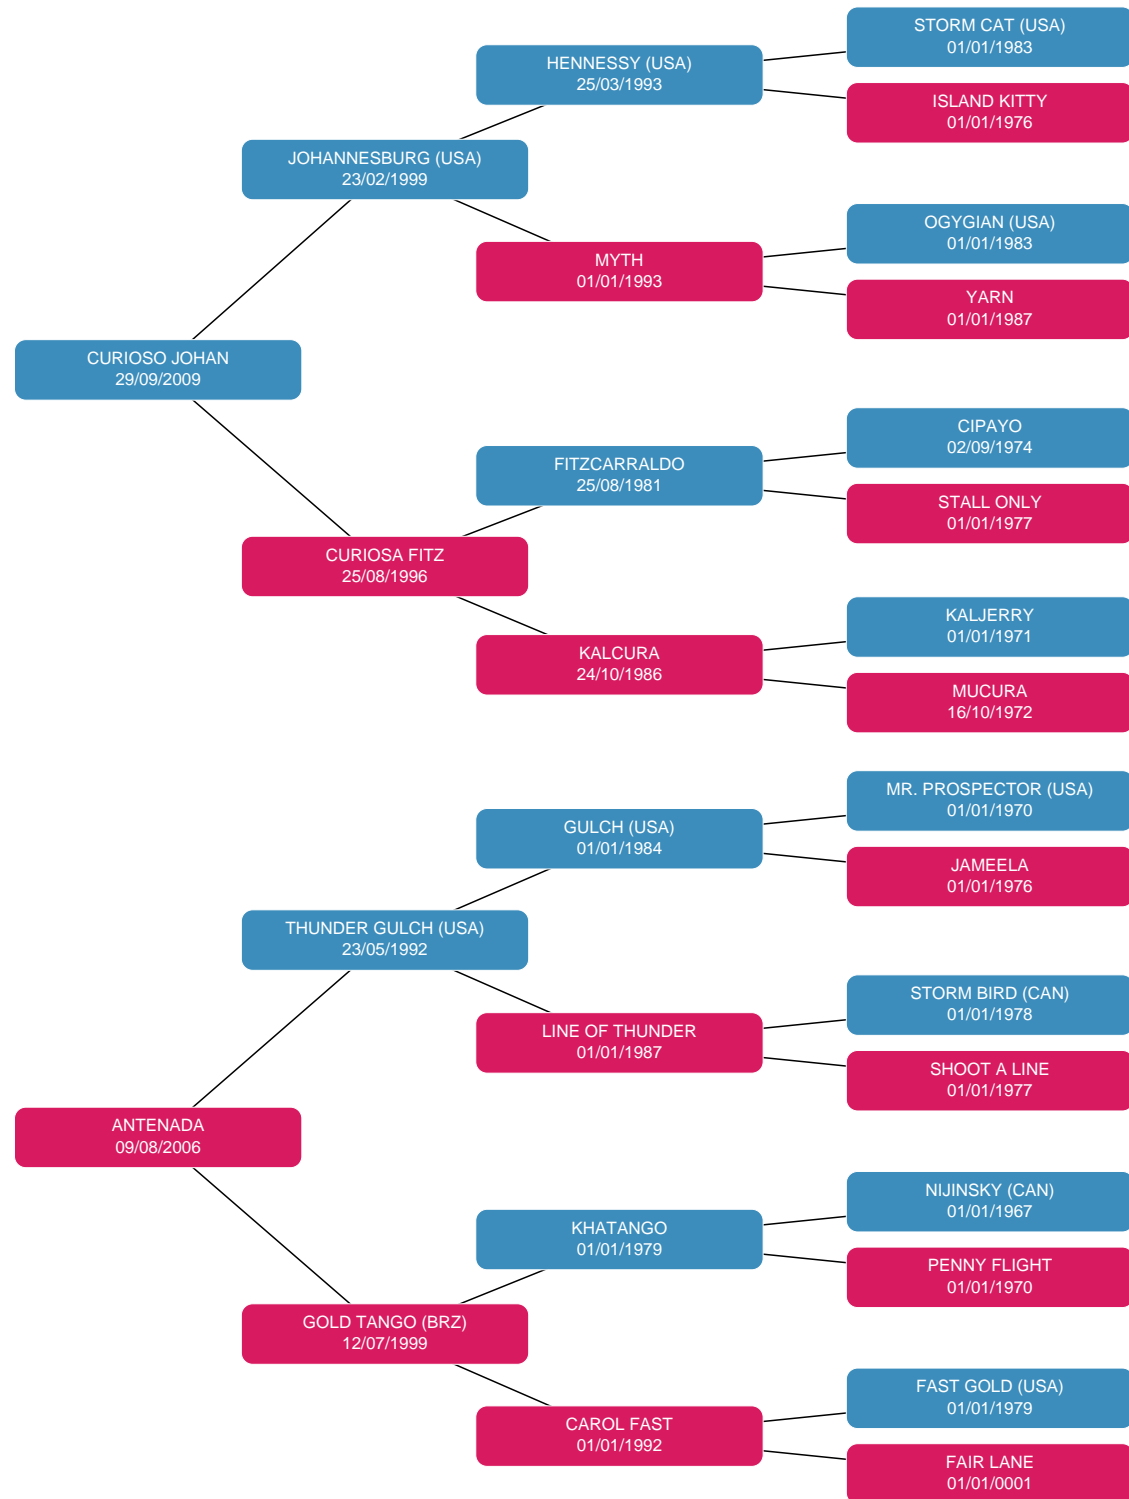 STORM CAT (USA)
01/01/1983
HENNESSY (USA)
25/03/1993
ISLAND KITTY
01/01/1976
JOHANNESBURG (USA)
23/02/1999
OGYGIAN (USA)
01/01/1983
MYTH
01/01/1993
YARN
01/01/1987
CURIOSO JOHAN
29/09/2009
CIPAYO
02/09/1974
FITZCARRALDO
25/08/1981
STALL ONLY
01/01/1977
CURIOSA FITZ
25/08/1996
KALJERRY
01/01/1971
KALCURA
24/10/1986
MUCURA
16/10/1972
MR. PROSPECTOR (USA)
01/01/1970
GULCH (USA)
01/01/1984
JAMEELA
01/01/1976
THUNDER GULCH (USA)
23/05/1992
STORM BIRD (CAN)
01/01/1978
LINE OF THUNDER
01/01/1987
SHOOT A LINE
01/01/1977
ANTENADA
09/08/2006
NIJINSKY (CAN)
01/01/1967
KHATANGO
01/01/1979
PENNY FLIGHT
01/01/1970
GOLD TANGO (BRZ)
12/07/1999
FAST GOLD (USA)
01/01/1979
CAROL FAST
01/01/1992
FAIR LANE
01/01/0001